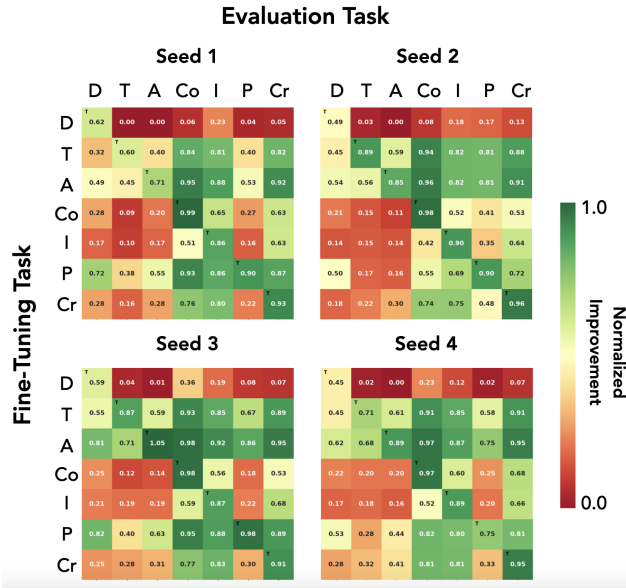 Evaluation Task
Seed 1
Seed 2
D T A Co I P Cr
D T A Co I P Cr
D
T 0.62 0.00 0.00 0.06 0.23 0.04 0.05
T 0.49 0.03 0.00 0.08 0.18 0.17 0.13
T
0.32 T 0.60 0.40 0.84 0.81 0.40 0.82
0.45 T 0.89 0.59 0.94 0.82 0.81 0.88
A
0.49 0.45 T 0.71 0.95 0.88 0.53 0.92
0.54 0.56 T 0.85 0.96 0.82 0.81 0.91
Co
0.28 0.09 0.20 T 0.99 0.65 0.27 0.63
0.21 0.15 0.11 T 0.98 0.52 0.41 0.53
I
0.17 0.10 0.17 0.51 T 0.86 0.16 0.63
0.14 0.14 0.15 0.42 T 0.90 0.35 0.64
P
0.72 0.38 0.55 0.93 0.86 T 0.90 0.87
0.50 0.17 0.16 0.55 0.69 T 0.90 0.72
Cr
0.28 0.16 0.28 0.76 0.80 0.22 T 0.93
0.18 0.22 0.30 0.74 0.75 0.48 T 0.96
Seed 3
Seed 4
D
T 0.59 0.04 0.01 0.36 0.19 0.08 0.07
T 0.45 0.02 0.00 0.23 0.12 0.02 0.07
T
0.55 T 0.87 0.59 0.93 0.85 0.67 0.89
0.45 T 0.71 0.61 0.91 0.85 0.58 0.91
A
0.81 0.71 T 1.05 0.98 0.92 0.86 0.95
0.62 0.68 T 0.89 0.97 0.87 0.75 0.95
Co
0.25 0.12 0.14 T 0.98 0.56 0.18 0.53
0.22 0.20 0.20 T 0.97 0.60 0.25 0.68
I
0.21 0.19 0.19 0.59 T 0.87 0.22 0.68
0.17 0.18 0.16 0.52 T 0.89 0.20 0.66
P
0.82 0.40 0.63 0.95 0.88 T 0.98 0.89
0.53 0.28 0.44 0.82 0.80 T 0.75 0.81
Cr
0.25 0.28 0.31 0.77 0.83 0.30 T 0.91
0.28 0.32 0.41 0.81 0.81 0.33 T 0.95
Fine-Tuning Task
1.0
0.0
Normalized
Improvement